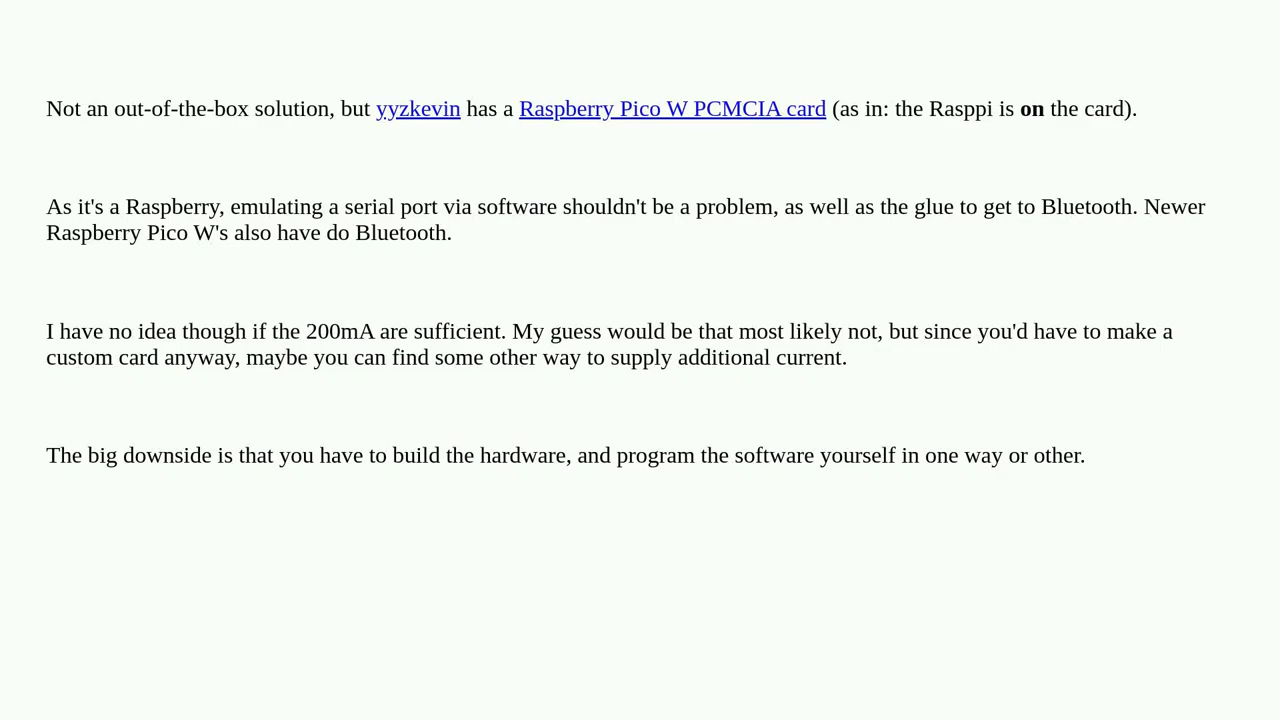 Not an out-of-the-box solution, but yyzkevin has a Raspberry Pico W PCMCIA card (as in: the Rasppi is on the card).
As it's a Raspberry, emulating a serial port via software shouldn't be a problem, as well as the glue to get to Bluetooth. Newer
Raspberry Pico W's also have do Bluetooth.
I have no idea though if the 200mA are sufficient. My guess would be that most likely not, but since you'd have to make a
custom card anyway, maybe you can find some other way to supply additional current.
The big downside is that you have to build the hardware, and program the software yourself in one way or other.